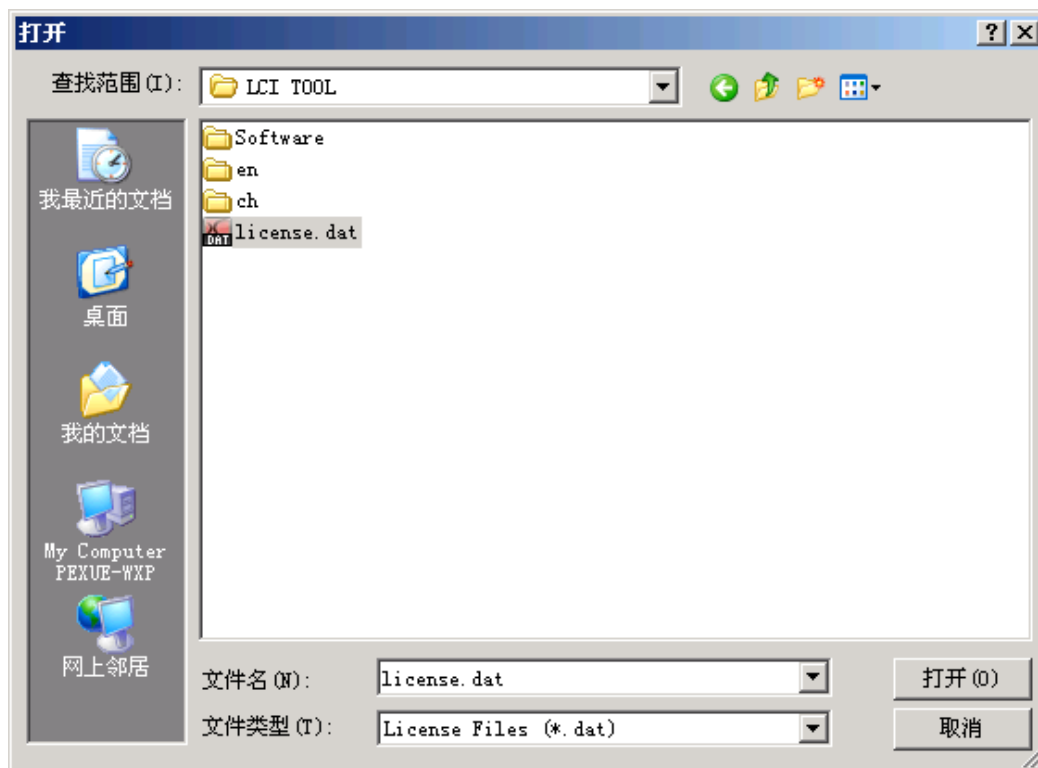 打开
查找范围(I):
LCI TOOL
我最近的文档
桌面
我的文档
My Computer
PEXUE-WXP
网上邻居
Software
en
ch
DAT
license.dat
文件名(N):
license.dat
打开(O)
文件类型(T):
License Files (*.dat)
取消